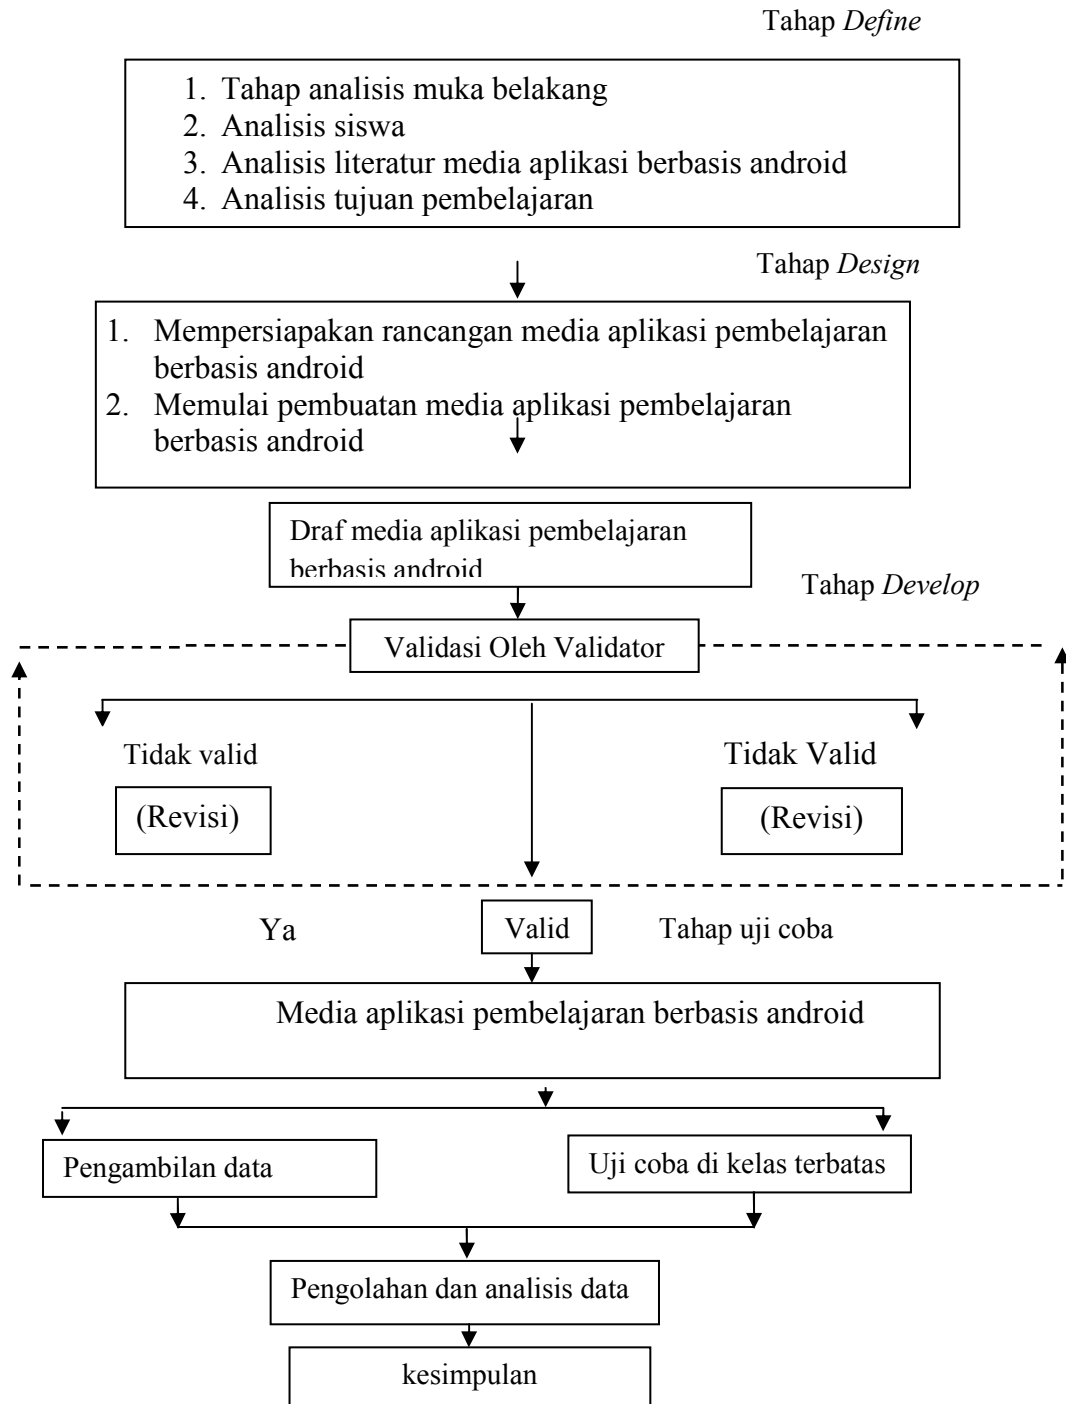 Tahap Define
1. Tahap analisis muka belakang
2. Analisis siswa
3. Analisis literatur media aplikasi berbasis android
4. Analisis tujuan pembelajaran
Tahap Design
1. Mempersiapakan rancangan media aplikasi pembelajaran
berbasis android
2. Memulai pembuatan media aplikasi pembelajaran
berbasis android
Draf media aplikasi pembelajaran
berbasis android
Tahap Develop
Validasi Oleh Validator
Tidak valid
Tidak Valid
(Revisi)
(Revisi)
Ya
Valid
Tahap uji coba
Media aplikasi pembelajaran berbasis android
Pengambilan data
Uji coba di kelas terbatas
Pengolahan dan analisis data
kesimpulan